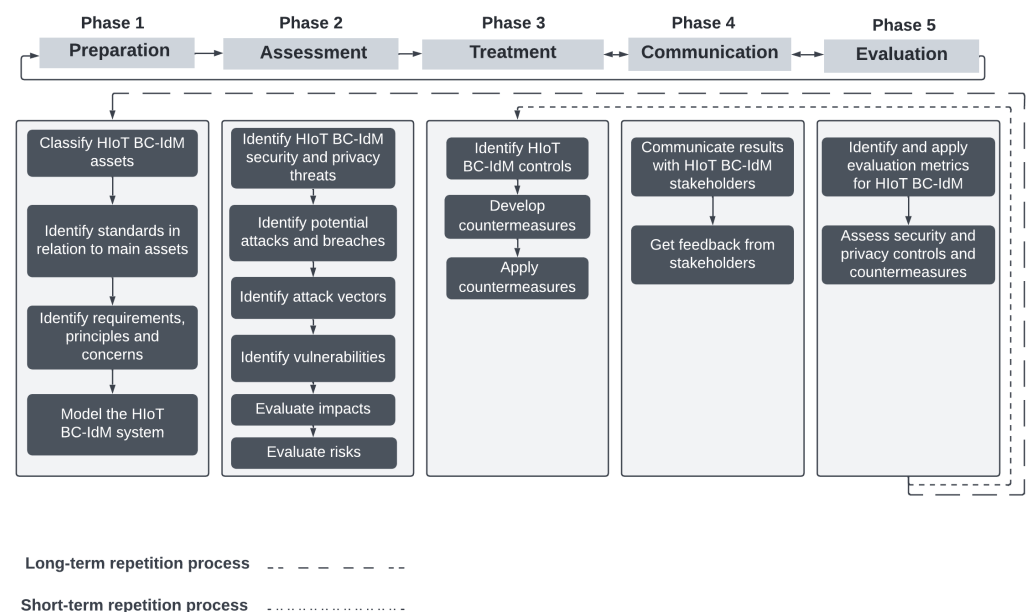 Phase 1
Phase 2
Phase 3
Phase 4
Phase 5
Preparation
Assessment
Treatment
Communication
Evaluation
Classify HIoT BC-IdM
assets
Identify standards in
relation to main assets
Identify requirements,
principles and
concerns
Model the HIoT
BC-IdM system
Identify HIoT BC-IdM
security and privacy
threats
Identify potential
attacks and breaches
Identify attack vectors
Identify vulnerabilities
Evaluate impacts
Evaluate risks
Identify HIoT
BC-IdM controls
Develop
countermeasures
Apply
countermeasures
Communicate results
with HIoT BC-IdM
stakeholders
Get feedback from
stakeholders
Identify and apply
evaluation metrics
for HIoT BC-IdM
Assess security and
privacy controls and
countermeasures
Long-term repetition process
Short-term repetition process